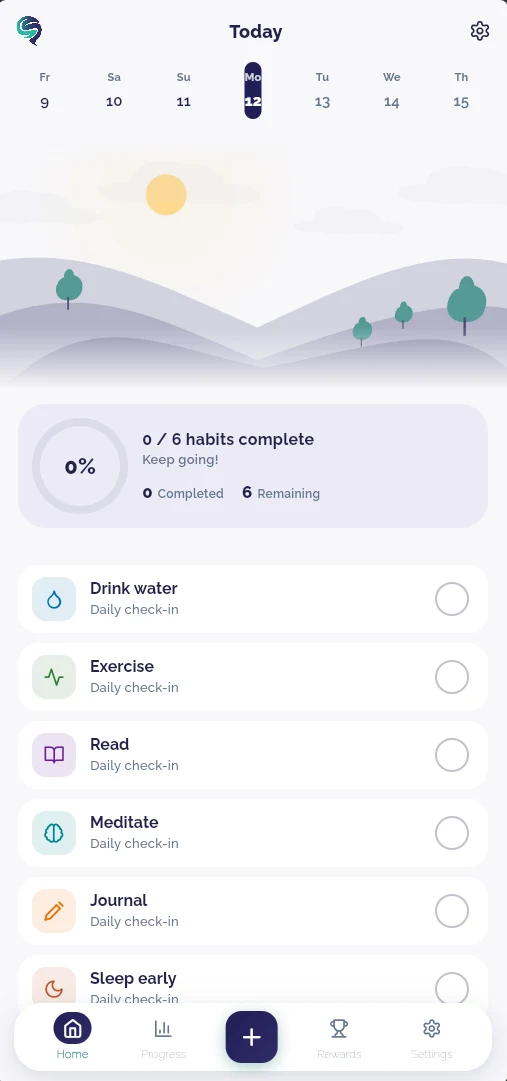 Today
Fr Sa Su Mo Tu We Th
9 10 11 12 13 14 15
0 / 6 habits complete
Keep going!
0%
0 Completed 6 Remaining
Drink water
Daily check-in
Exercise
Daily check-in
Read
Daily check-in
Meditate
Daily check-in
Journal
Daily check-in
Sleep early
Daily check-in
Home Progress Rewards Settings